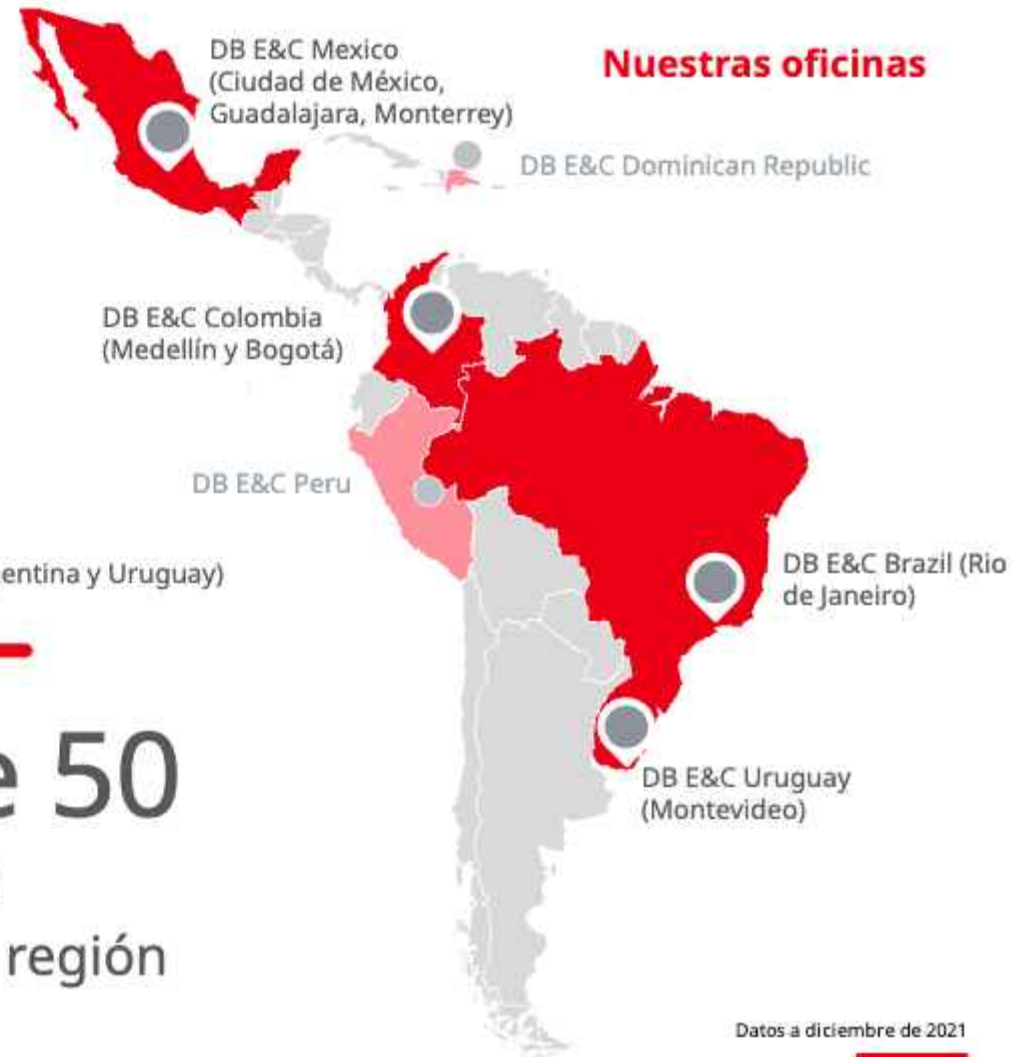 DB E&C Mexico
(Ciudad de México,
Guadalajara, Monterrey)
Nuestras oficinas
DB E&C Dominican Republic
DB E&C Colombia
(Medellín y Bogotá)
DB E&C Peru
entina y Uruguay)
DB E&C Brazil (Rio
de Janeiro)
e 50
región
DB E&C Uruguay
(Montevideo)
Datos a diciembre de 2021